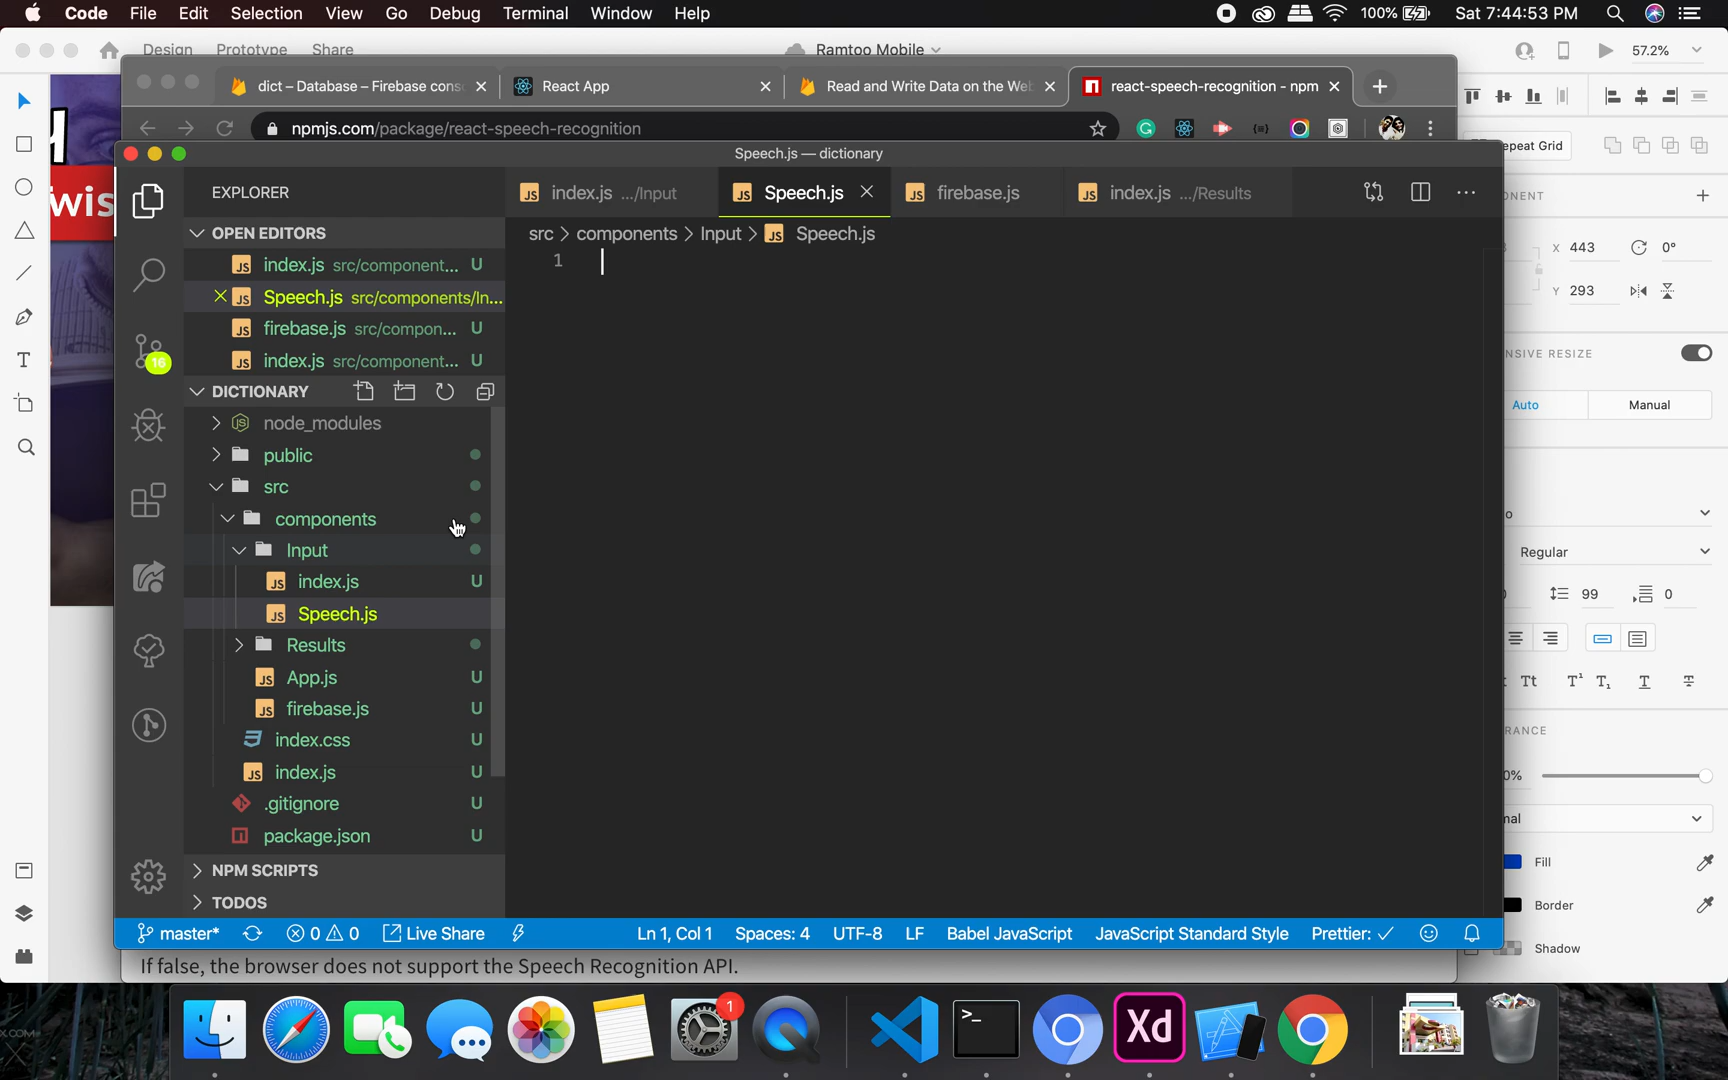 Code File Edit Selection View Go Debug Terminal Window Help 100% Sat 7:44:53 PM
Design Prototype Share Ramtoo Mobile 57.2%
dict – Database – Firebase cons React App Read and Write Data on the We react-speech-recognition - npm
npmjs.com/package/react-speech-recognition
Speech.js — dictionary
epeat Grid
wis
EXPLORER
index.js .../Input Speech.js firebase.js index.js .../Results
ONENT
OPEN EDITORS
src > components > Input > Speech.js
1
index.js src/component... U
Speech.js src/components/In...
firebase.js src/compon... U
index.js src/component... U
X 443 0°
Y 293
NSIVE RESIZE
Auto Manual
16
DICTIONARY
node_modules
public
src
components
Input
index.js U
Speech.js
Results
App.js U
firebase.js U
index.css U
index.js U
.gitignore U
package.json U
NPM SCRIPTS
TODOS
Regular
99 0
Tt T¹ T₁ T T
RANCE
0%
mal
Fill
Border
Shadow
master* 0 0 Live Share Ln 1, Col 1 Spaces: 4 UTF-8 LF Babel JavaScript JavaScript Standard Style Prettier: ✓
If false, the browser does not support the Speech Recognition API.
1
Xd